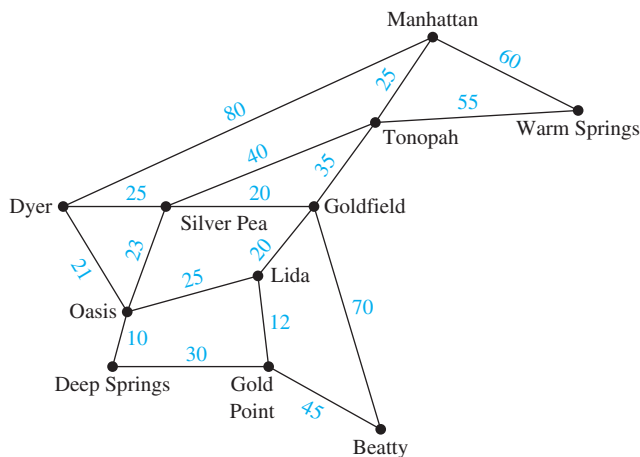 Manhattan
60
25
80
55
Warm Springs
Tonopah
40
35
25
20
Dyer
Goldfield
Silver Pea
23
20
21
25
Lida
Oasis
70
12
10
30
Deep Springs
Gold
Point
45
Beatty